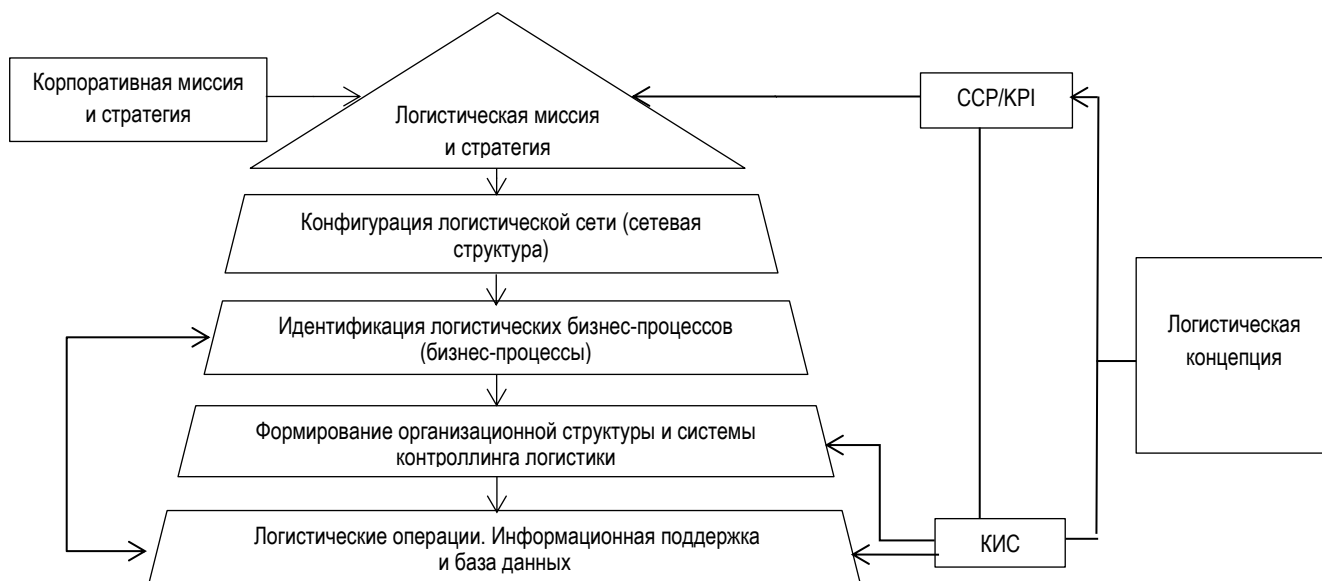 Корпоративная миссия
и стратегия
Логистическая миссия
и стратегия
ССР/KPI
Конфигурация логистической сети (сетевая
структура)
Идентификация логистических бизнес-процессов
(бизнес-процессы)
Логистическая
концепция
Формирование организационной структуры и системы
контроллинга логистики
Логистические операции. Информационная поддержка
и база данных
КИС